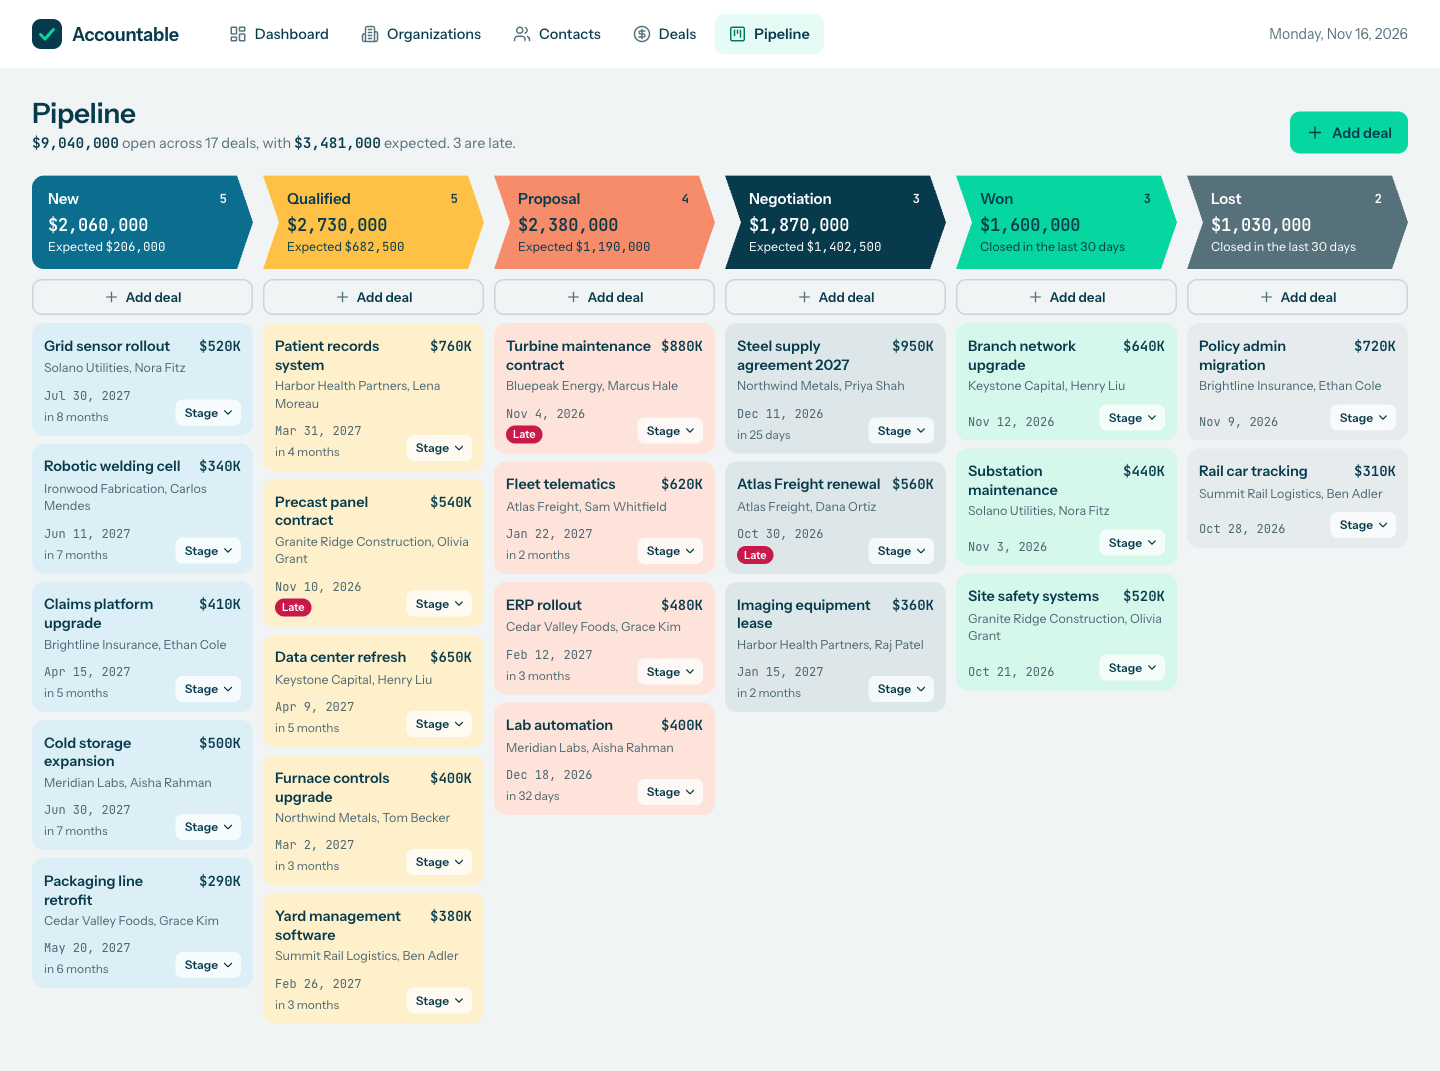 Accountable
Dashboard
Organizations
Contacts
Deals
Pipeline
Monday, Nov 16, 2026
Pipeline
$9,040,000 open across 17 deals, with $3,481,000 expected. 3 are late.
Add deal
New 5
$2,060,000
Expected $206,000
Add deal
Grid sensor rollout $520K
Solano Utilities, Nora Fitz
Jul 30, 2027
in 8 months
Stage
Robotic welding cell $340K
Ironwood Fabrication, Carlos
Mendes
Jun 11, 2027
in 7 months
Stage
Claims platform $410K
upgrade
Brightline Insurance, Ethan Cole
Apr 15, 2027
in 5 months
Stage
Cold storage $500K
expansion
Meridian Labs, Aisha Rahman
Jun 30, 2027
in 7 months
Stage
Packaging line $290K
retrofit
Cedar Valley Foods, Grace Kim
May 20, 2027
in 6 months
Stage
Qualified 5
$2,730,000
Expected $682,500
Add deal
Patient records $760K
system
Harbor Health Partners, Lena
Moreau
Mar 31, 2027
in 4 months
Stage
Precast panel $540K
contract
Granite Ridge Construction, Olivia
Grant
Nov 10, 2026
Late
Stage
Data center refresh $650K
Keystone Capital, Henry Liu
Apr 9, 2027
in 5 months
Stage
Furnace controls $400K
upgrade
Northwind Metals, Tom Becker
Mar 2, 2027
in 3 months
Stage
Yard management $380K
software
Summit Rail Logistics, Ben Adler
Feb 26, 2027
in 3 months
Stage
Proposal 4
$2,380,000
Expected $1,190,000
Add deal
Turbine maintenance $880K
contract
Bluepeak Energy, Marcus Hale
Nov 4, 2026
Late
Stage
Fleet telematics $620K
Atlas Freight, Sam Whitfield
Jan 22, 2027
in 2 months
Stage
ERP rollout $480K
Cedar Valley Foods, Grace Kim
Feb 12, 2027
in 3 months
Stage
Lab automation $400K
Meridian Labs, Aisha Rahman
Dec 18, 2026
in 32 days
Stage
Negotiation 3
$1,870,000
Expected $1,402,500
Add deal
Steel supply $950K
agreement 2027
Northwind Metals, Priya Shah
Dec 11, 2026
in 25 days
Stage
Atlas Freight renewal $560K
Atlas Freight, Dana Ortiz
Oct 30, 2026
Late
Stage
Imaging equipment $360K
lease
Harbor Health Partners, Raj Patel
Jan 15, 2027
in 2 months
Stage
Won 3
$1,600,000
Closed in the last 30 days
Add deal
Branch network $640K
upgrade
Keystone Capital, Henry Liu
Nov 12, 2026
Stage
Substation $440K
maintenance
Solano Utilities, Nora Fitz
Nov 3, 2026
Stage
Site safety systems $520K
Granite Ridge Construction, Olivia
Grant
Oct 21, 2026
Stage
Lost 2
$1,030,000
Closed in the last 30 days
Add deal
Policy admin $720K
migration
Brightline Insurance, Ethan Cole
Nov 9, 2026
Stage
Rail car tracking $310K
Summit Rail Logistics, Ben Adler
Oct 28, 2026
Stage